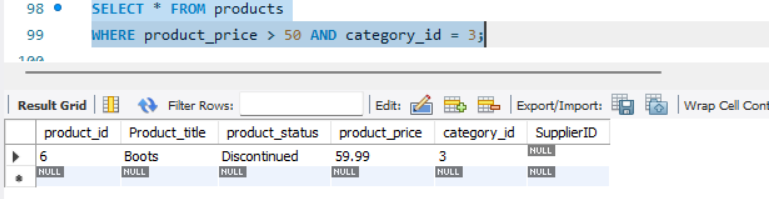 98 SELECT * FROM products
99 WHERE product_price > 50 AND category_id = 3;
100
Result Grid Filter Rows: Edit: Export/Import: Wrap Cell Cont
product_id Product_title product_status product_price category_id SupplierID
6 Boots Discontinued 59.99 3 NULL
NULL NULL NULL NULL NULL NULL